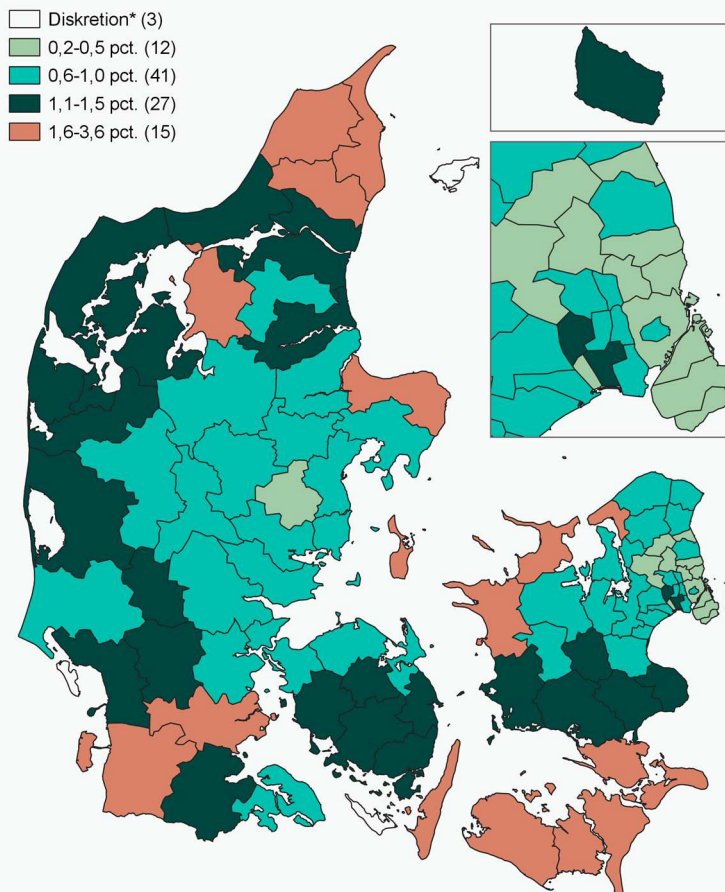 Diskretion* (3)
0,2-0,5 pct. (12)
0,6-1,0 pct. (41)
1,1-1,5 pct. (27)
1,6-3,6 pct. (15)